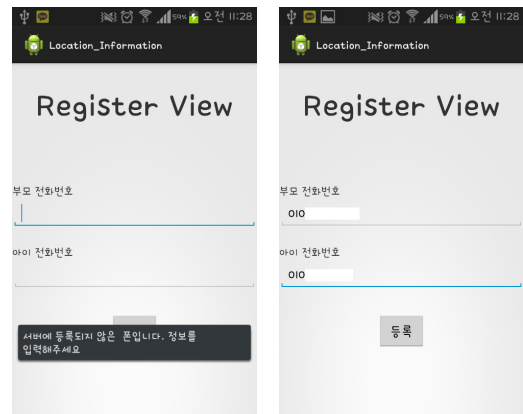 59% 오전 11:28
Location_Information
Register View
부모 전화번호
아이 전화번호
서버에 등록되지 않은 폰입니다. 정보를
입력해주세요
59% 오전 11:28
Location_Information
Register View
부모 전화번호
010
아이 전화번호
010
등록